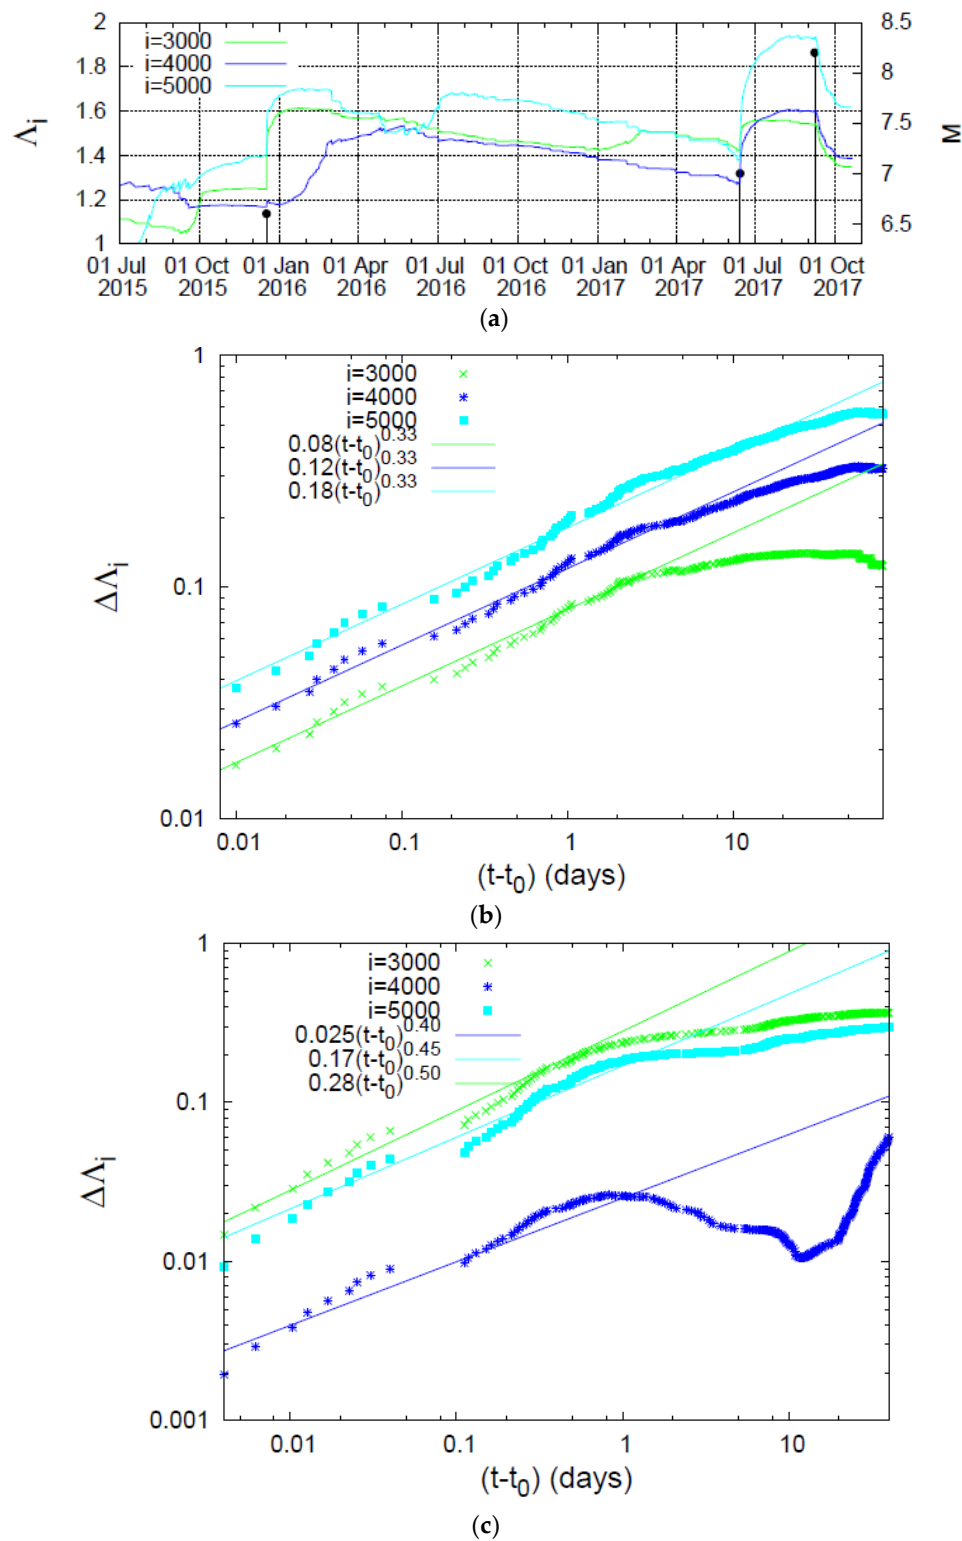 2
1.8
1.6
1.4
1.2
1
Λi
i=3000
i=4000
i=5000
8.5
8
7.5
7
6.5
M
01 Jul 01 Oct 01 Jan 01 Apr 01 Jul 01 Oct 01 Jan 01 Apr 01 Jul 01 Oct
2015 2015 2016 2016 2016 2016 2017 2017 2017 2017
(a)
1
0.1
0.01
ΔΛi
i=3000
i=4000
i=5000
0.08(t-t0)^0.33
0.12(t-t0)^0.33
0.18(t-t0)^0.33
0.01 0.1 1 10
(t-t0) (days)
(b)
1
0.1
0.01
0.001
ΔΛi
i=3000
i=4000
i=5000
0.025(t-t0)^0.40
0.17(t-t0)^0.45
0.28(t-t0)^0.50
0.01 0.1 1 10
(t-t0) (days)
(c)